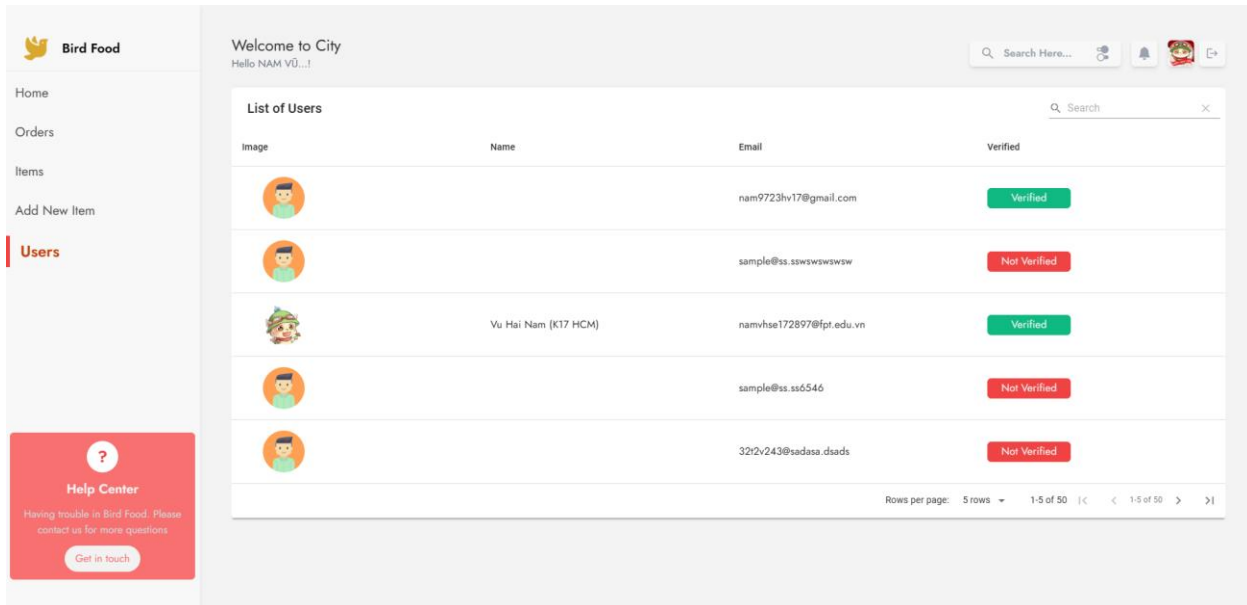 Bird Food
Home
Orders
Items
Add New Item
Users
?
Help Center
Having trouble in Bird Food. Please
contact us for more questions
Get in touch
Welcome to City
Hello NAM VŨ...!
Search Here...
List of Users
Search
Image Name Email Verified
nam9723hv17@gmail.com Verified
sample@ss.sswswswswsw Not Verified
Vu Hai Nam (K17 HCM) namvhse172897@fpt.edu.vn Verified
sample@ss.ss6546 Not Verified
32t2v243@sadasa.dsads Not Verified
Rows per page: 5 rows 1-5 of 50 1-5 of 50